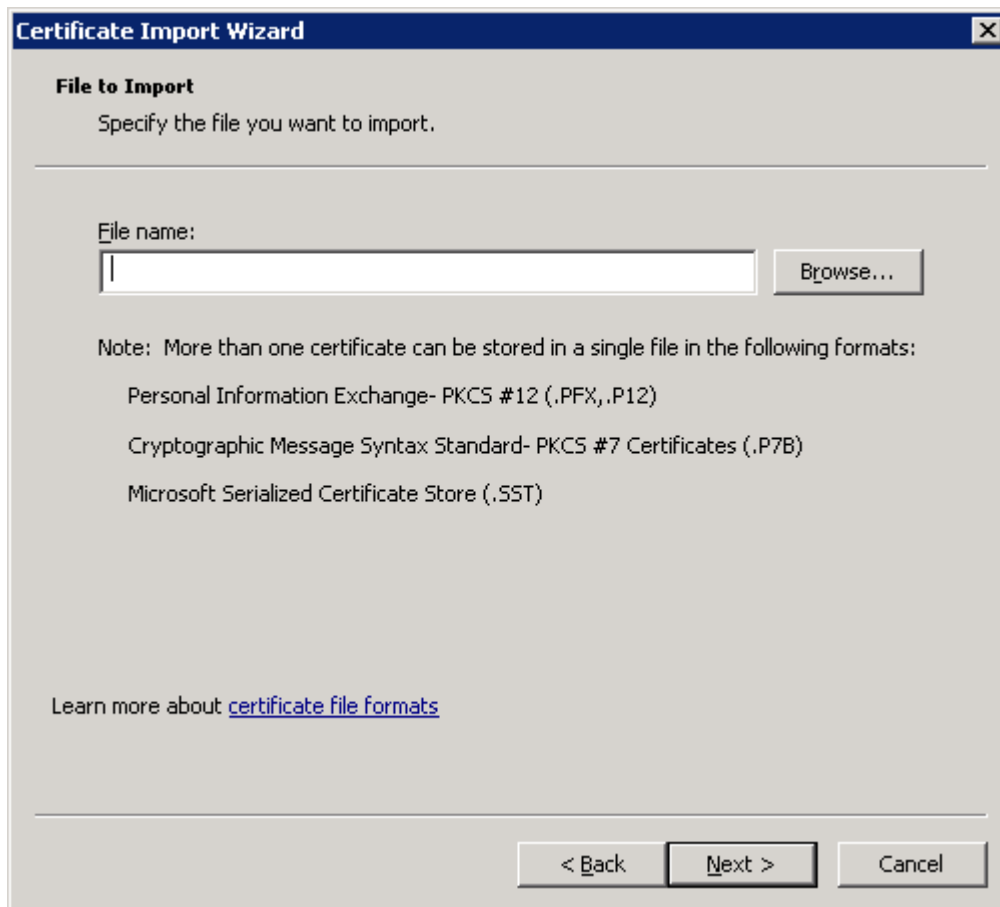 Certificate Import Wizard
File to Import
Specify the file you want to import.
File name:
Browse...
Note:  More than one certificate can be stored in a single file in the following formats:
Personal Information Exchange- PKCS #12 (.PFX,.P12)
Cryptographic Message Syntax Standard- PKCS #7 Certificates (.P7B)
Microsoft Serialized Certificate Store (.SST)
Learn more about certificate file formats
< Back
Next >
Cancel